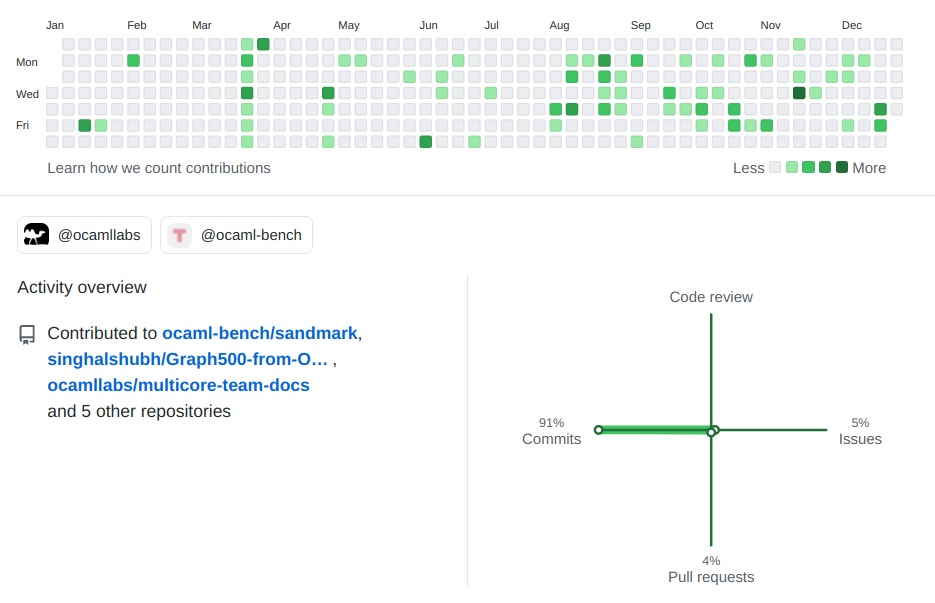 Jan Feb Mar Apr May Jun Jul Aug Sep Oct Nov Dec
Mon
Wed
Fri
Learn how we count contributions
Less More
@ocamllabs @ocaml-bench
Activity overview
Contributed to ocaml-bench/sandmark,
singhalshubh/Graph500-from-O… ,
ocamllabs/multicore-team-docs
and 5 other repositories
Code review
91%
Commits
5%
Issues
4%
Pull requests